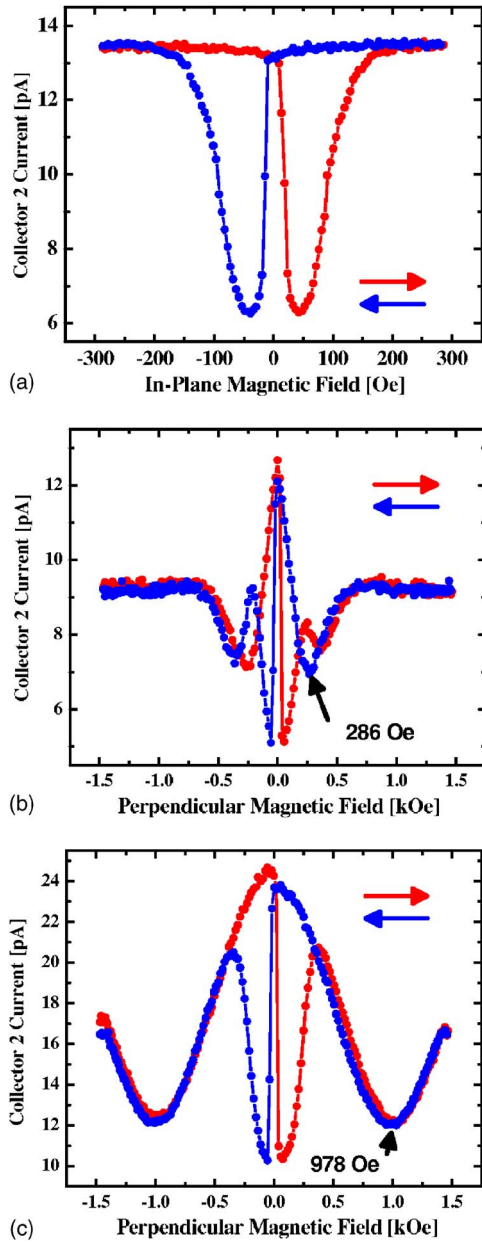 14
12
10
8
6
Collector 2 Current [pA]
-300 -200 -100 0 100 200 300
(a) In-Plane Magnetic Field [Oe]
12
10
8
6
Collector 2 Current [pA]
286 Oe
-1.5 -1.0 -0.5 0.0 0.5 1.0 1.5
(b) Perpendicular Magnetic Field [kOe]
24
22
20
18
16
14
12
10
Collector 2 Current [pA]
978 Oe
-1.5 -1.0 -0.5 0.0 0.5 1.0 1.5
(c) Perpendicular Magnetic Field [kOe]